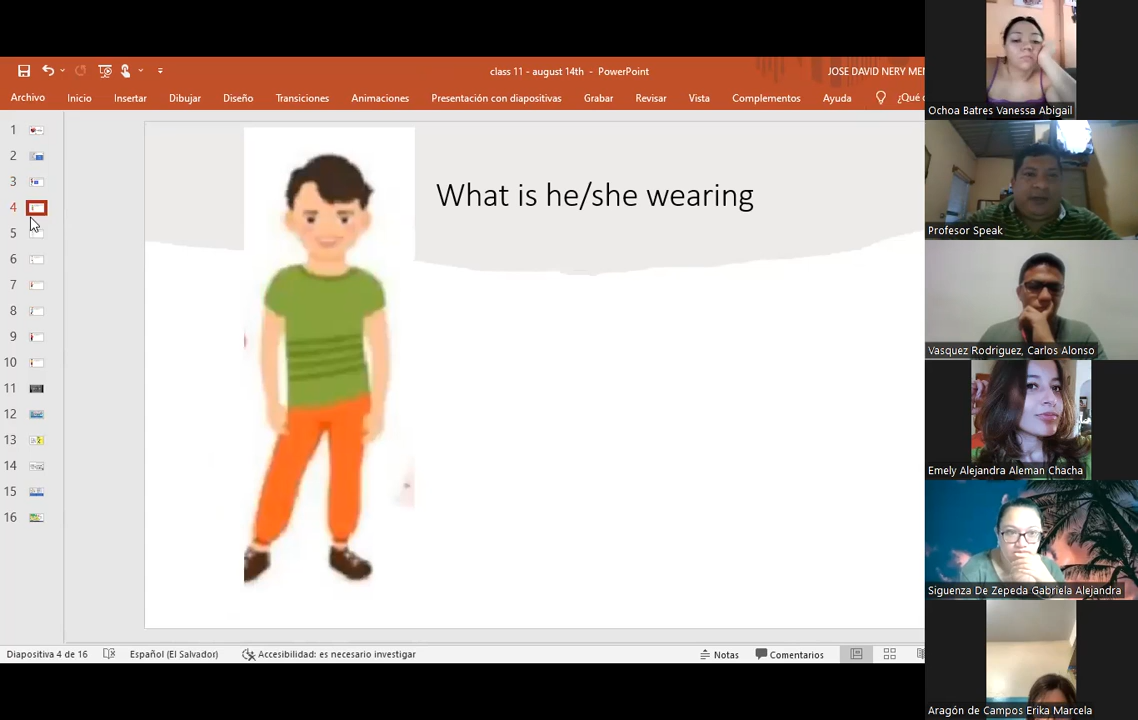 class 11 - august 14th - PowerPoint
JOSE DAVID NERY MEN
Archivo Inicio Insertar Dibujar Diseño Transiciones Animaciones Presentación con diapositivas Grabar Revisar Vista Complementos Ayuda ¿Qué
1
2
3
4
5
6
7
8
9
10
11
12
13
14
15
16
What is he/she wearing
Diapositiva 4 de 16 Español (El Salvador) Accesibilidad: es necesario investigar Notas Comentarios
Ochoa Batres Vanessa Abigail
Profesor Speak
Vasquez Rodriguez, Carlos Alonso
Emely Alejandra Aleman Chacha
Siguenza De Zepeda Gabriela Alejandra
Aragón de Campos Erika Marcela